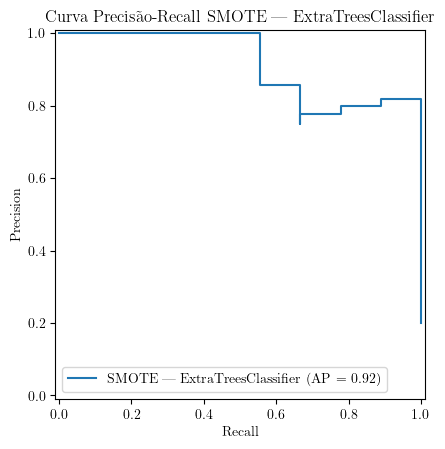 Curva Precisão-Recall SMOTE — ExtraTreesClassifier
1.0
0.8
0.6
0.4
0.2
0.0
Precision
SMOTE — ExtraTreesClassifier (AP = 0.92)
0.0 0.2 0.4 0.6 0.8 1.0
Recall